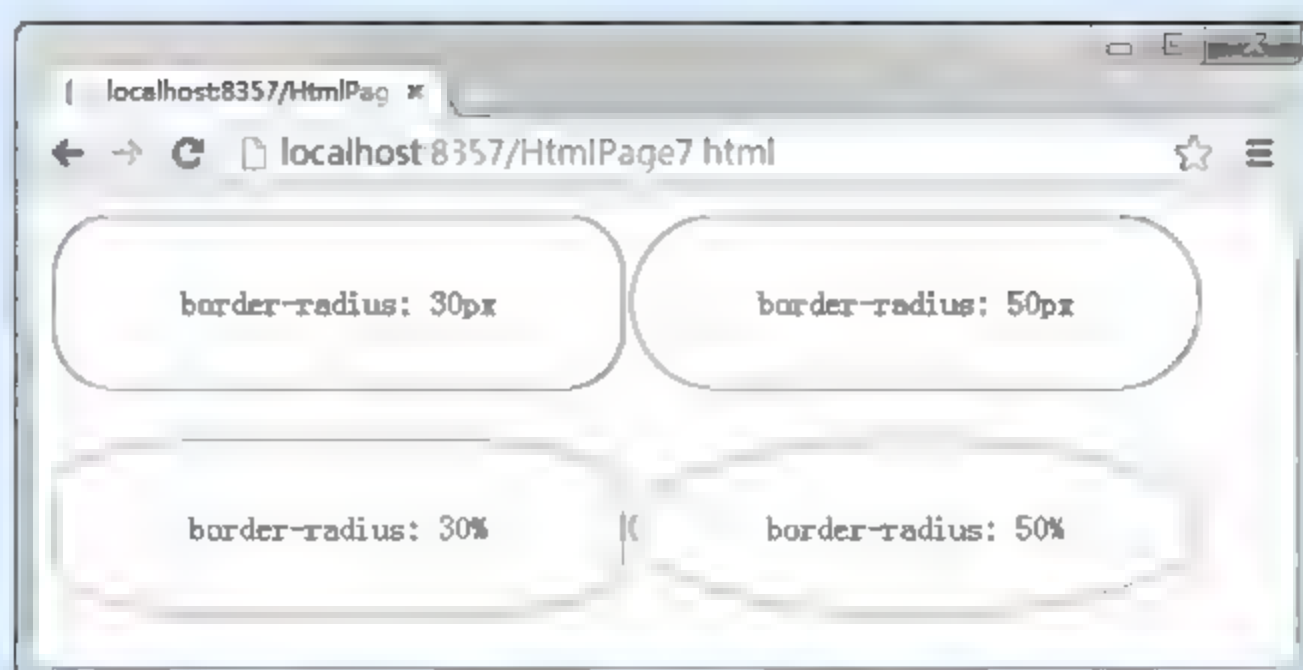 localhost:8357/HtmlPag
localhost:8357/HtmlPage7.html
border-radius: 30px
border-radius: 50px
border-radius: 30%
border-radius: 50%